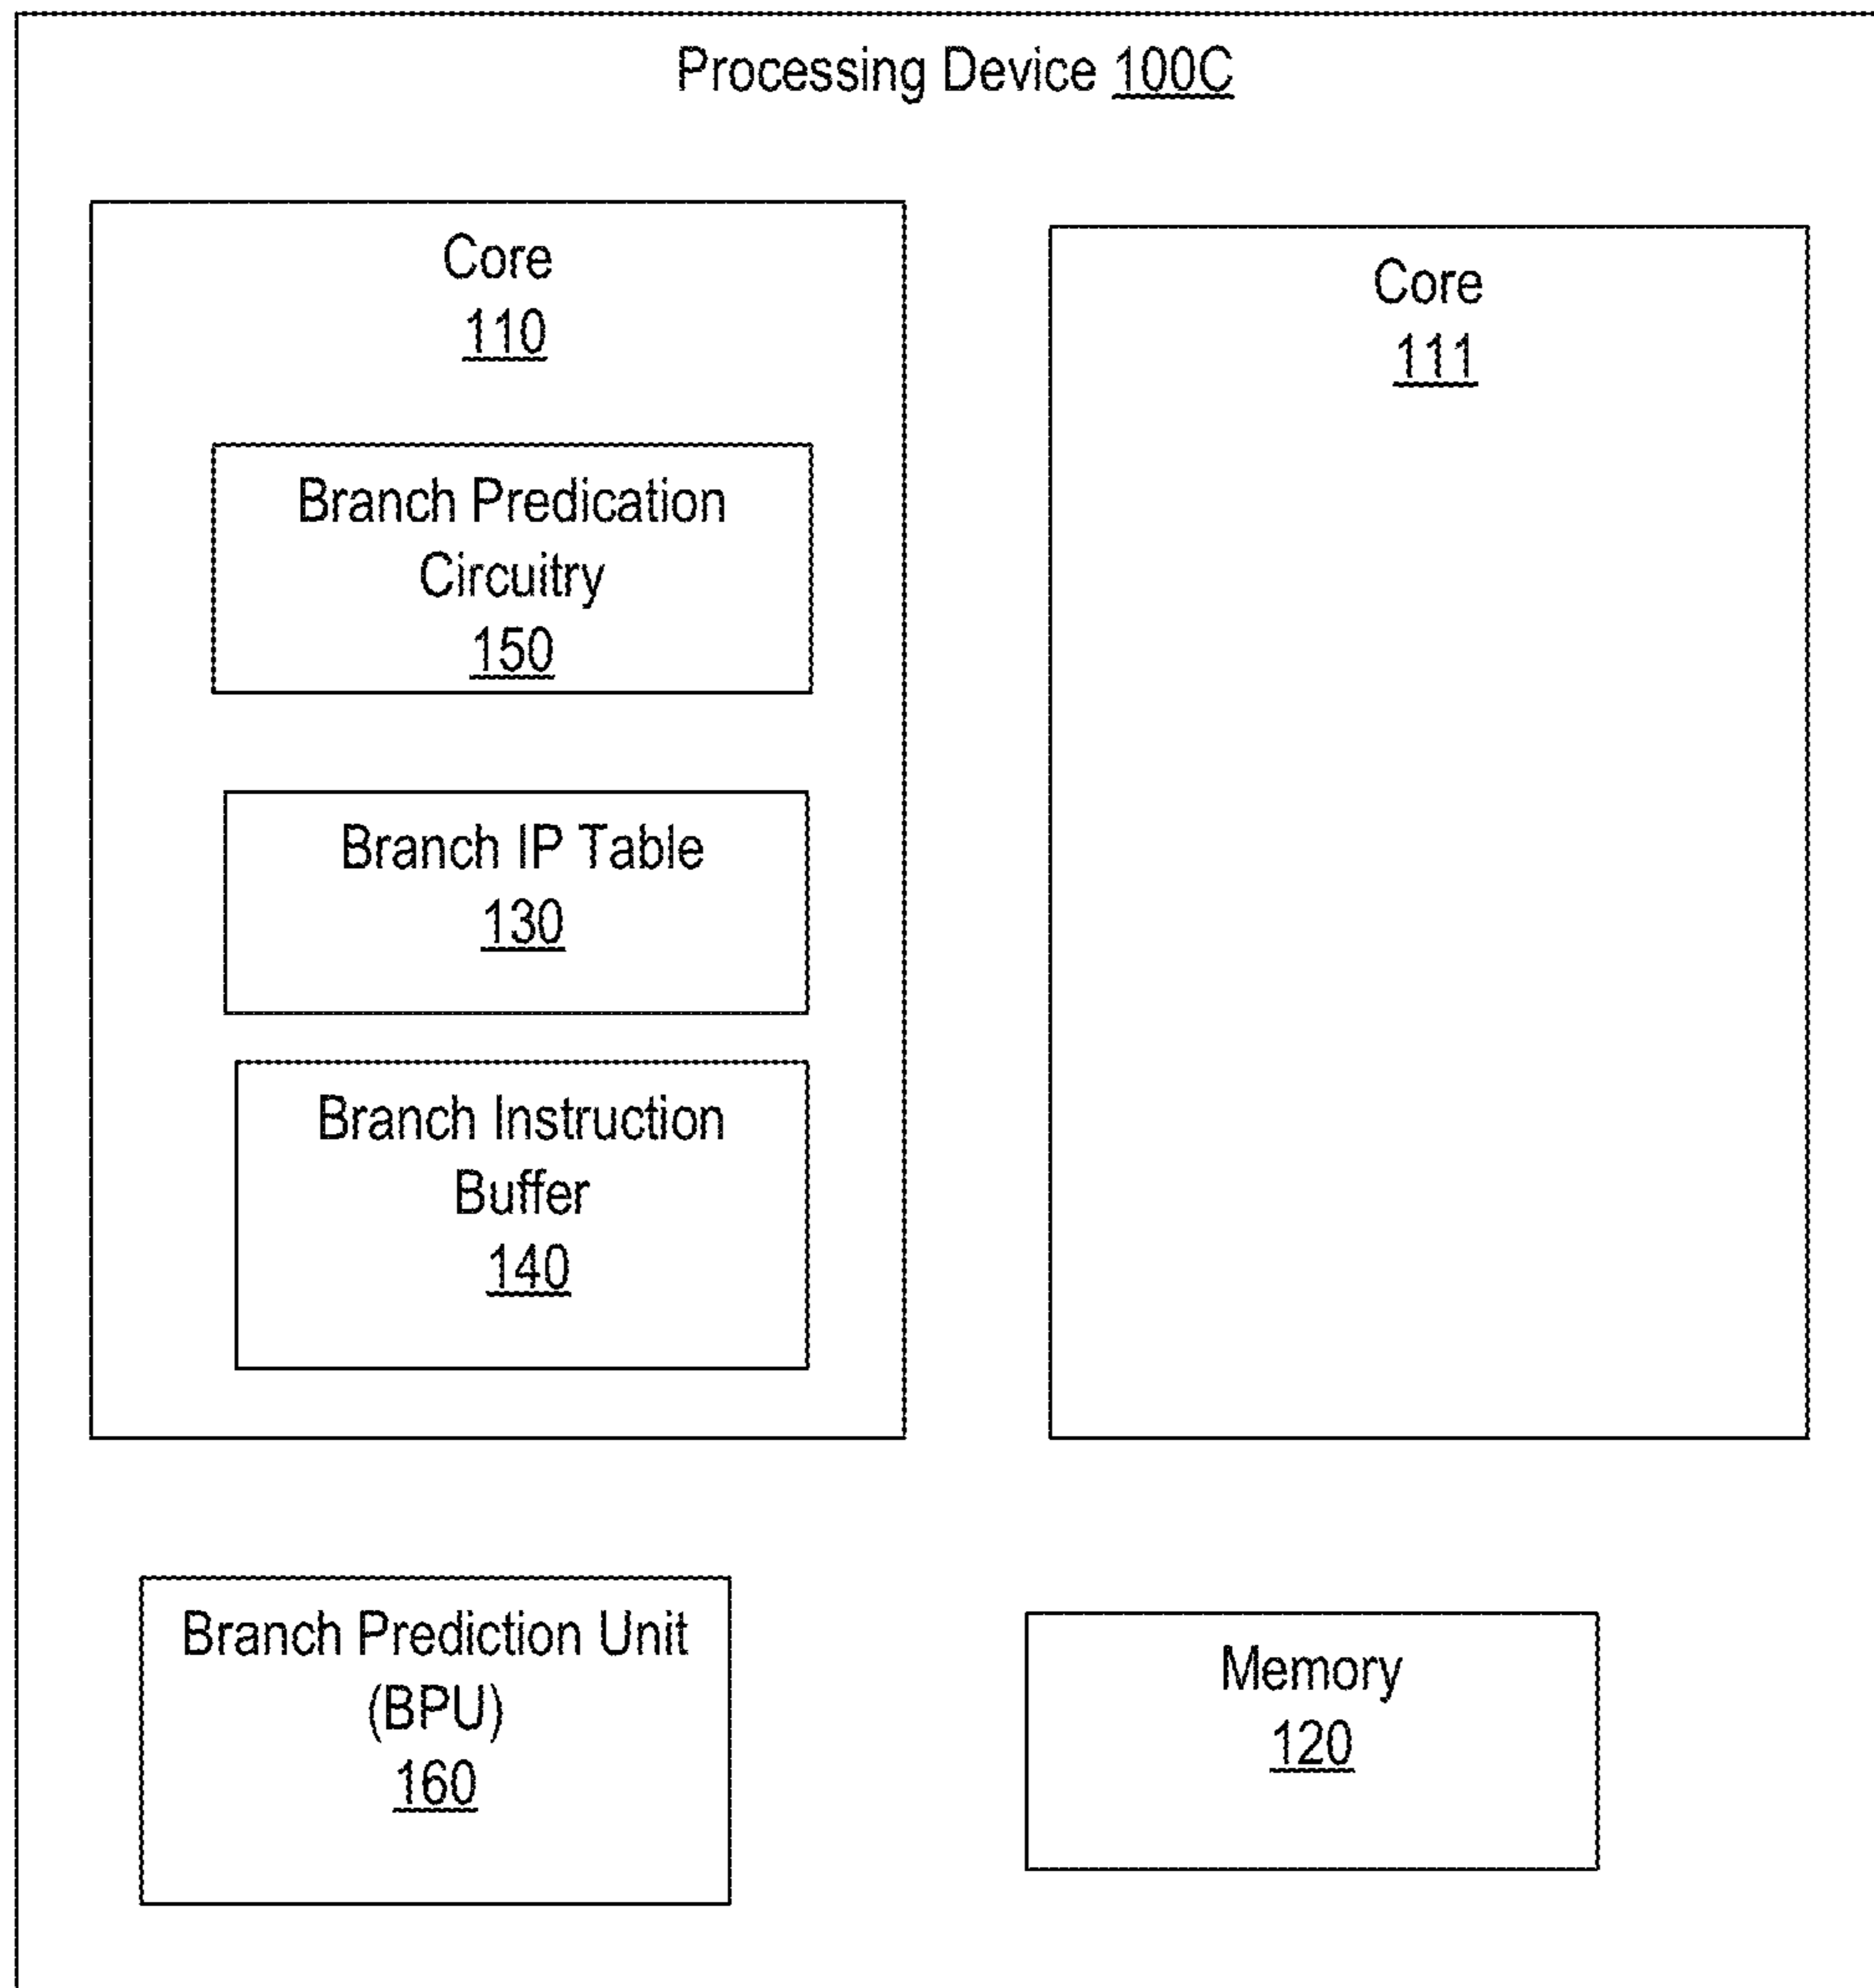 Processing Device 100C
Core
110
Branch Predication
Circuitry
150
Branch IP Table
130
Branch Instruction
Buffer
140
Core
111
Branch Prediction Unit
(BPU)
160
Memory
120